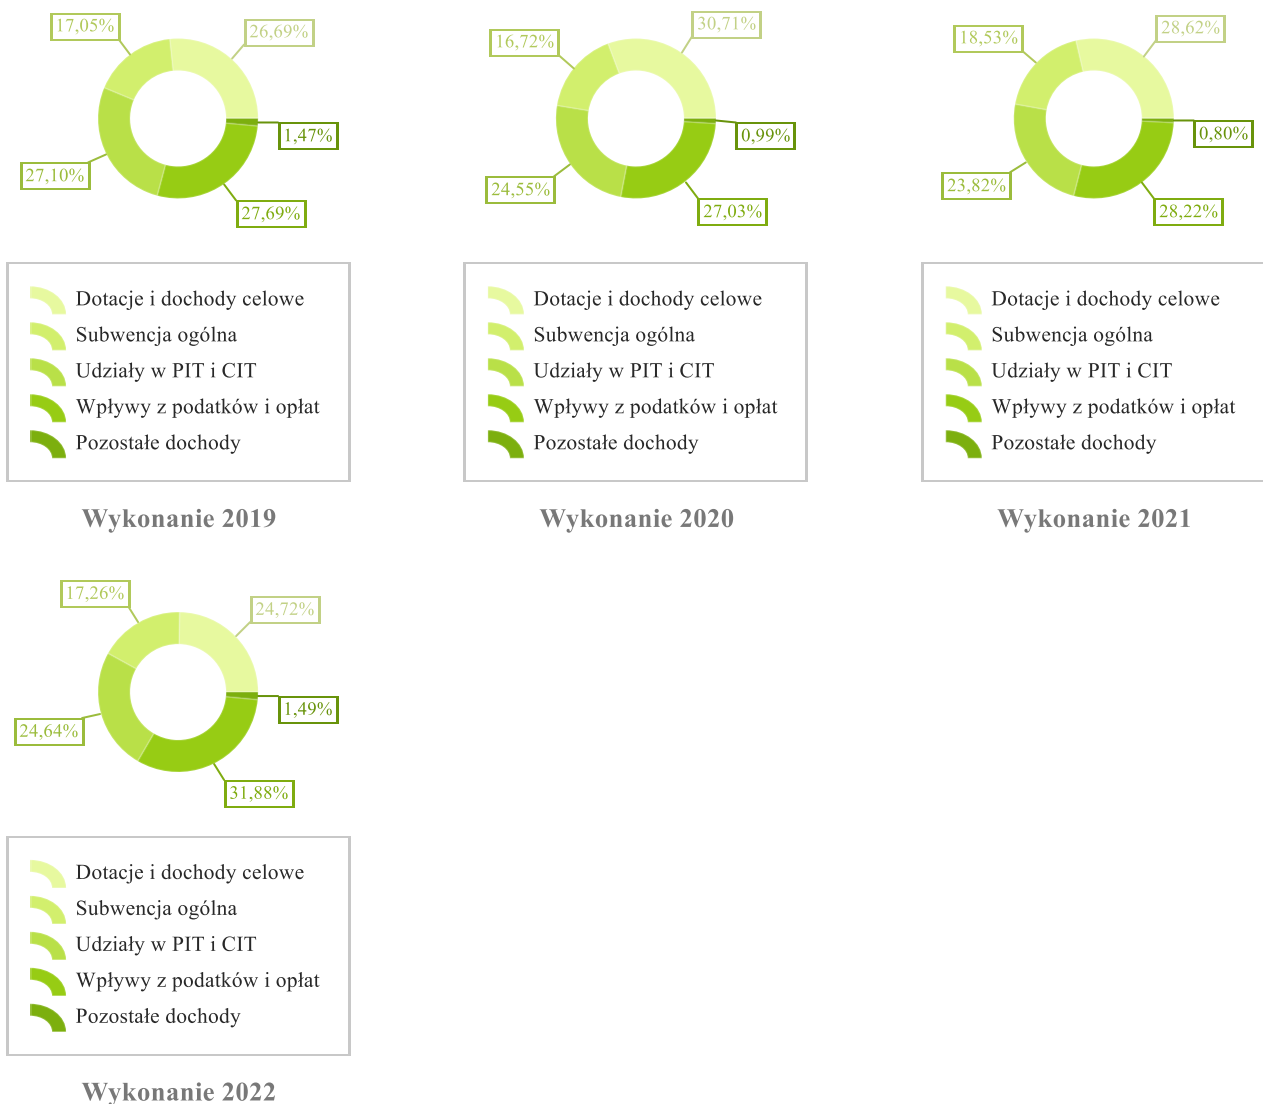 17,05%
26,69%
1,47%
27,10%
27,69%
Dotacje i dochody celowe
Subwencja ogólna
Udziały w PIT i CIT
Wpływy z podatków i opłat
Pozostałe dochody
Wykonanie 2019
16,72%
30,71%
0,99%
24,55%
27,03%
Dotacje i dochody celowe
Subwencja ogólna
Udziały w PIT i CIT
Wpływy z podatków i opłat
Pozostałe dochody
Wykonanie 2020
18,53%
28,62%
0,80%
23,82%
28,22%
Dotacje i dochody celowe
Subwencja ogólna
Udziały w PIT i CIT
Wpływy z podatków i opłat
Pozostałe dochody
Wykonanie 2021
17,26%
24,72%
1,49%
24,64%
31,88%
Dotacje i dochody celowe
Subwencja ogólna
Udziały w PIT i CIT
Wpływy z podatków i opłat
Pozostałe dochody
Wykonanie 2022